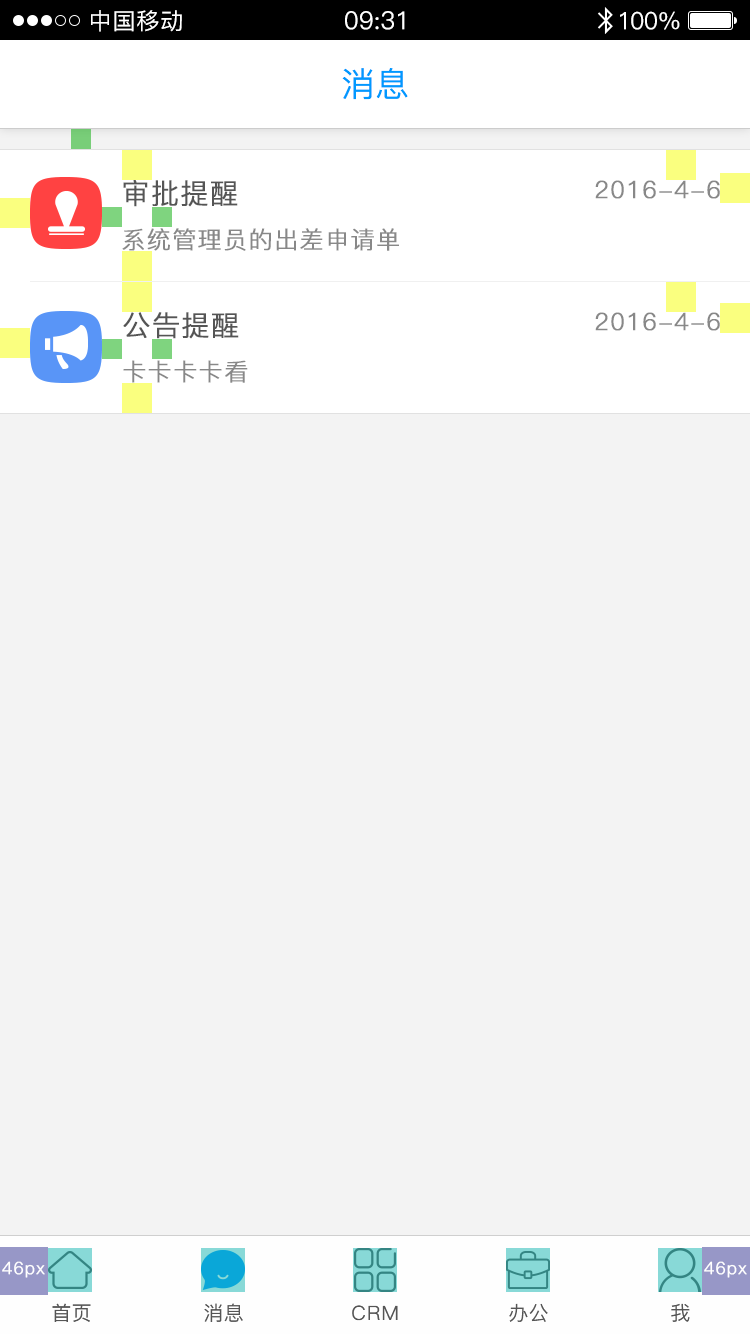 中国移动 09:31 100%
消息
审批提醒 2016-4-6
系统管理员的出差申请单
公告提醒 2016-4-6
卡卡卡卡看
46px 46px
首页 消息 CRM 办公 我